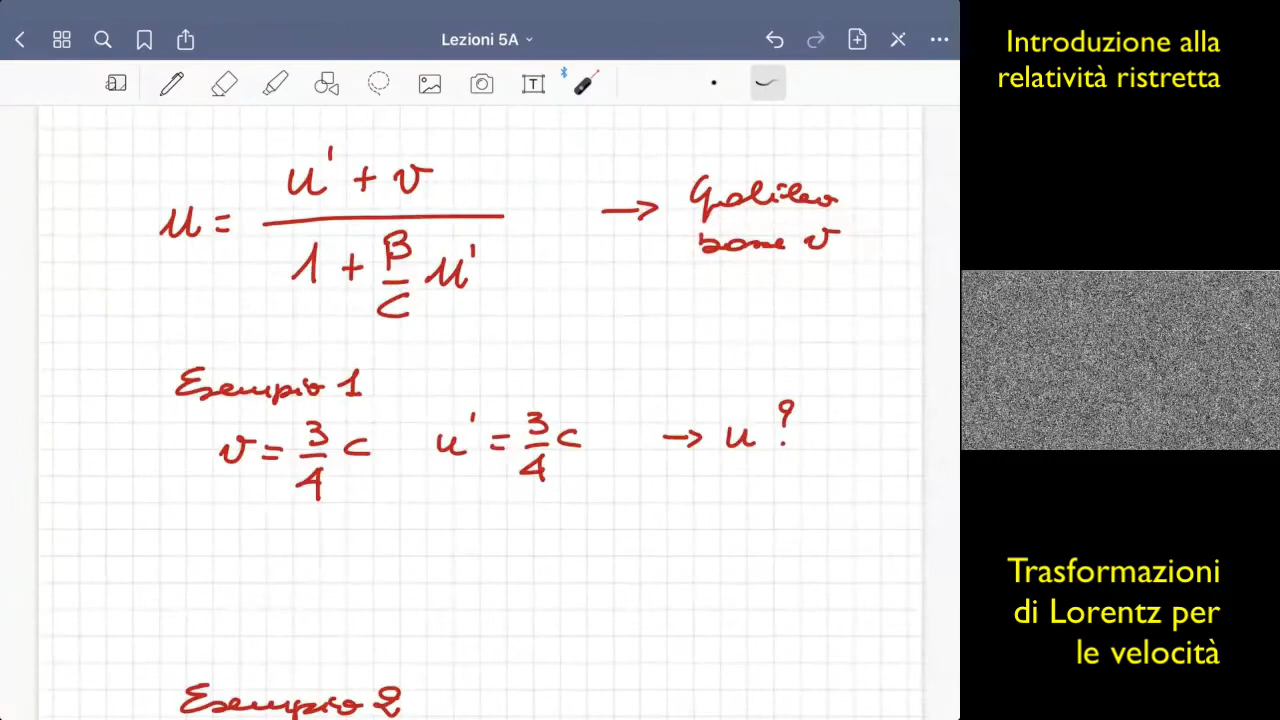 Lezioni 5A
Introduzione alla
relatività ristretta
u = (u' + v) / (1 + β/c u') → Galileo
basse v
Esempio 1
v = 3/4 c   u' = 3/4 c   → u ?
Esempio 2
Trasformazioni
di Lorentz per
le velocità